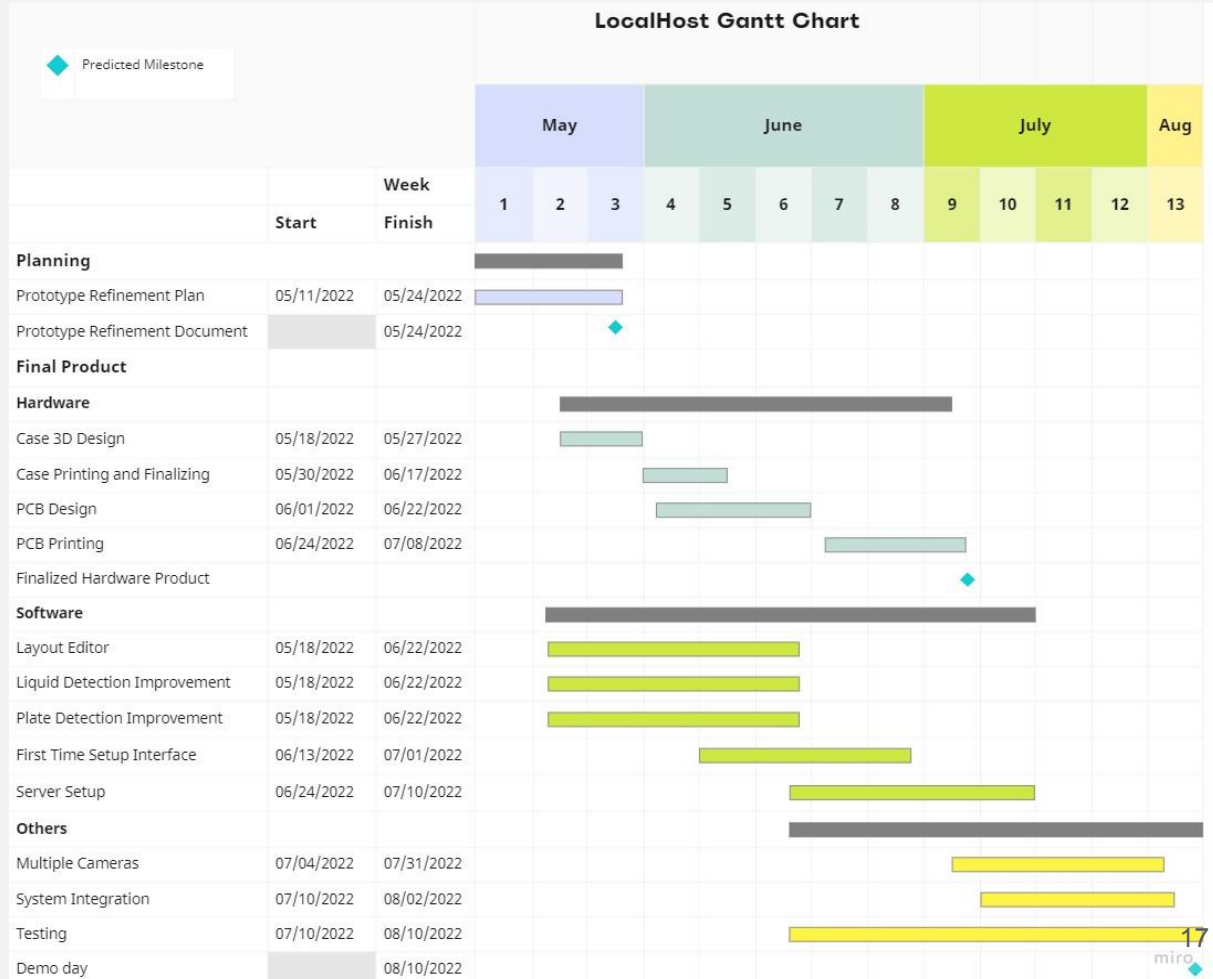 LocalHost Gantt Chart
Predicted Milestone
May June July Aug
Week
1 2 3 4 5 6 7 8 9 10 11 12 13
Start Finish
Planning
Prototype Refinement Plan 05/11/2022 05/24/2022
Prototype Refinement Document 05/24/2022
Final Product
Hardware
Case 3D Design 05/18/2022 05/27/2022
Case Printing and Finalizing 05/30/2022 06/17/2022
PCB Design 06/01/2022 06/22/2022
PCB Printing 06/24/2022 07/08/2022
Finalized Hardware Product
Software
Layout Editor 05/18/2022 06/22/2022
Liquid Detection Improvement 05/18/2022 06/22/2022
Plate Detection Improvement 05/18/2022 06/22/2022
First Time Setup Interface 06/13/2022 07/01/2022
Server Setup 06/24/2022 07/10/2022
Others
Multiple Cameras 07/04/2022 07/31/2022
System Integration 07/10/2022 08/02/2022
Testing 07/10/2022 08/10/2022
17
miro
Demo day 08/10/2022